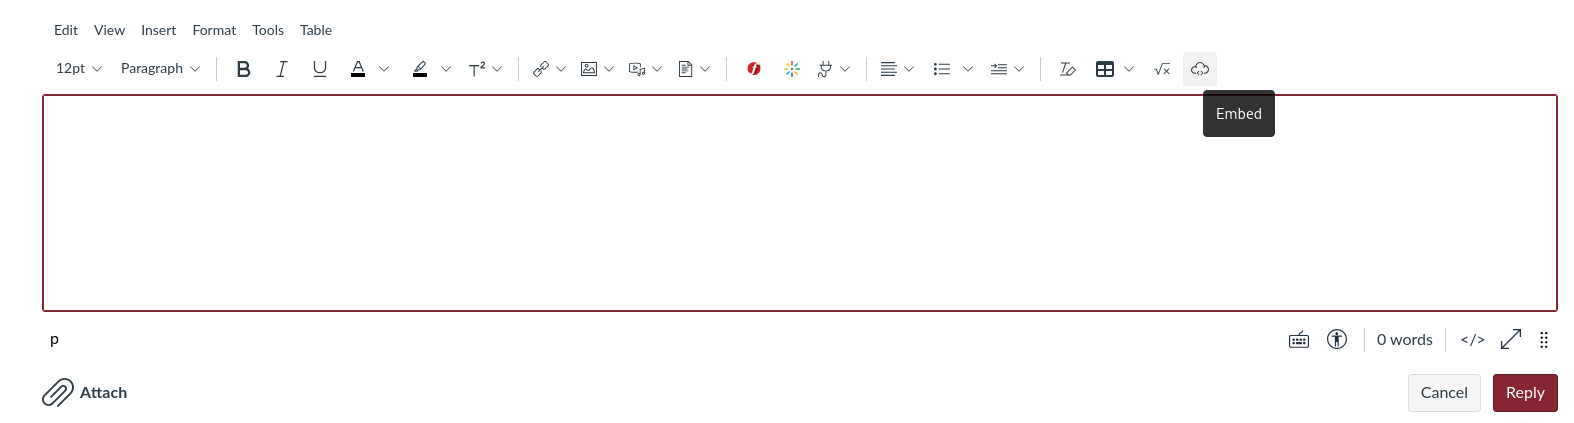 Edit View Insert Format Tools Table
12pt Paragraph B I U A T² √x
Embed
p 0 words </>
Attach Cancel Reply